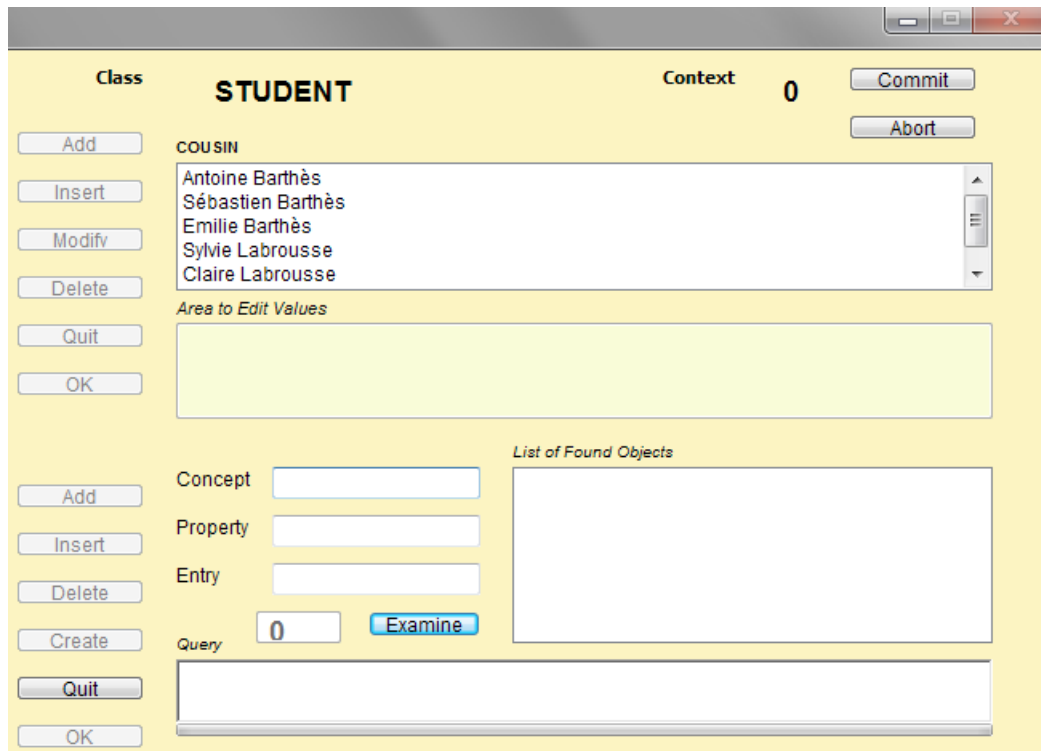 Class STUDENT Context 0 Commit
Abort
Add COUSIN
Antoine Barthès
Insert Sébastien Barthès
Emilie Barthès
Modify Sylvie Labrousse
Claire Labrousse
Delete
Area to Edit Values
Quit
OK
List of Found Objects
Concept
Add
Property
Insert
Entry
Delete
0 Examine
Create Query
Quit
OK